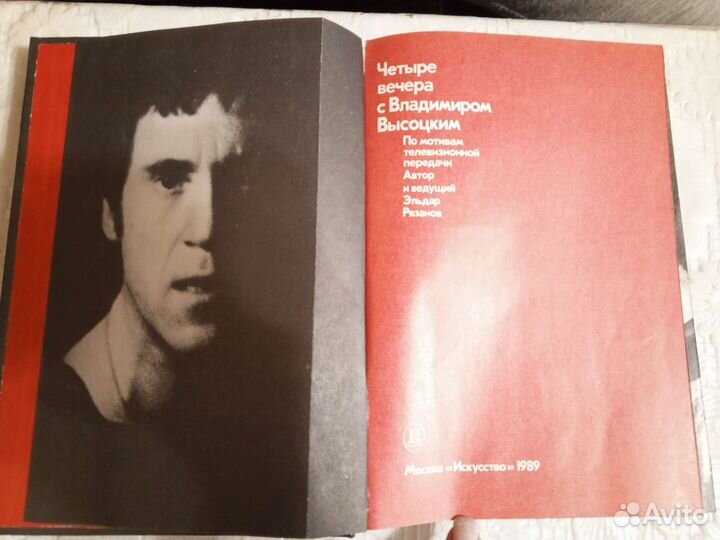 Четыре
вечера
с Владимиром
Высоцким
По мотивам
телевизионной
передачи
Автор
и ведущий
Эльдар
Рязанов
Москва «Искусство» 1989
Avito